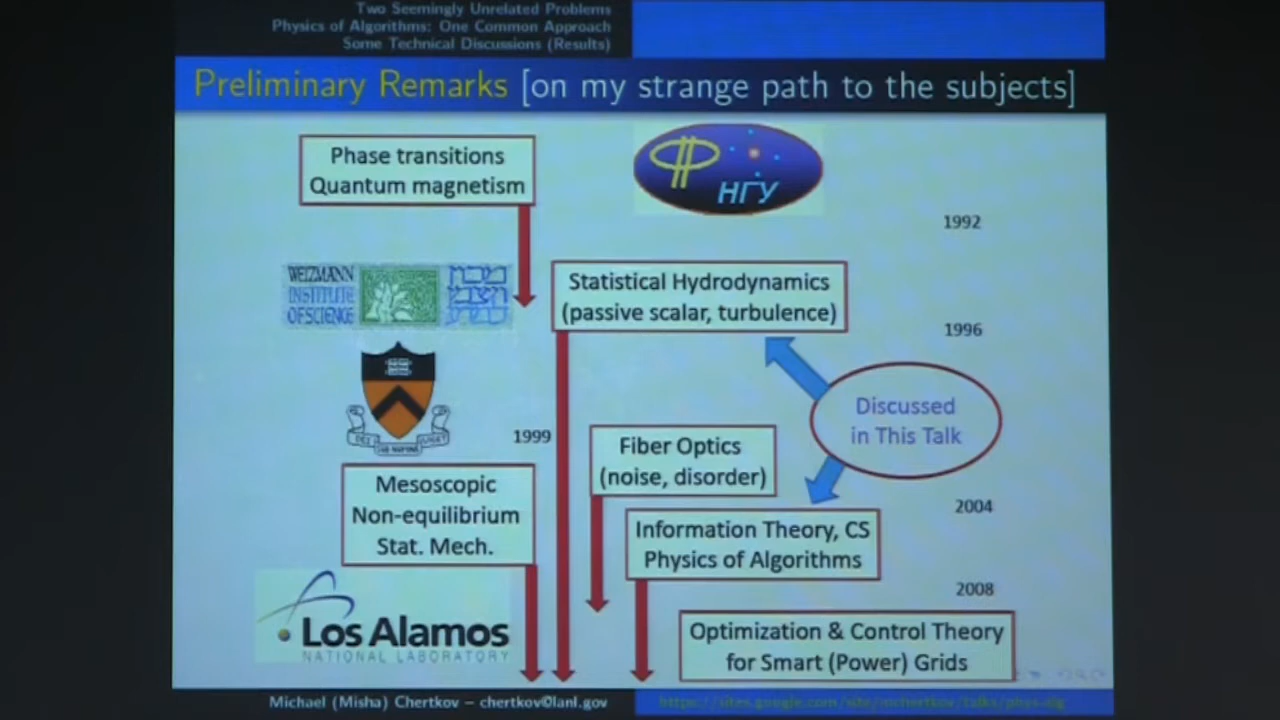 Two Seemingly Unrelated Problems
Physics of Algorithms: One Common Approach
Some Technical Discussions (Results)
Preliminary Remarks [on my strange path to the subjects]
Phase transitions
Quantum magnetism
НГУ
1992
WEIZMANN
INSTITUTE
OF SCIENCE
Statistical Hydrodynamics
(passive scalar, turbulence)
1996
Discussed
in This Talk
1999
Fiber Optics
(noise, disorder)
Mesoscopic
Non-equilibrium
Stat. Mech.
2004
Information Theory, CS
Physics of Algorithms
2008
Los Alamos
NATIONAL LABORATORY
Optimization & Control Theory
for Smart (Power) Grids
Michael (Misha) Chertkov – chertkov@lanl.gov
https://sites.google.com/site/mchertkov/talks/phys-alg